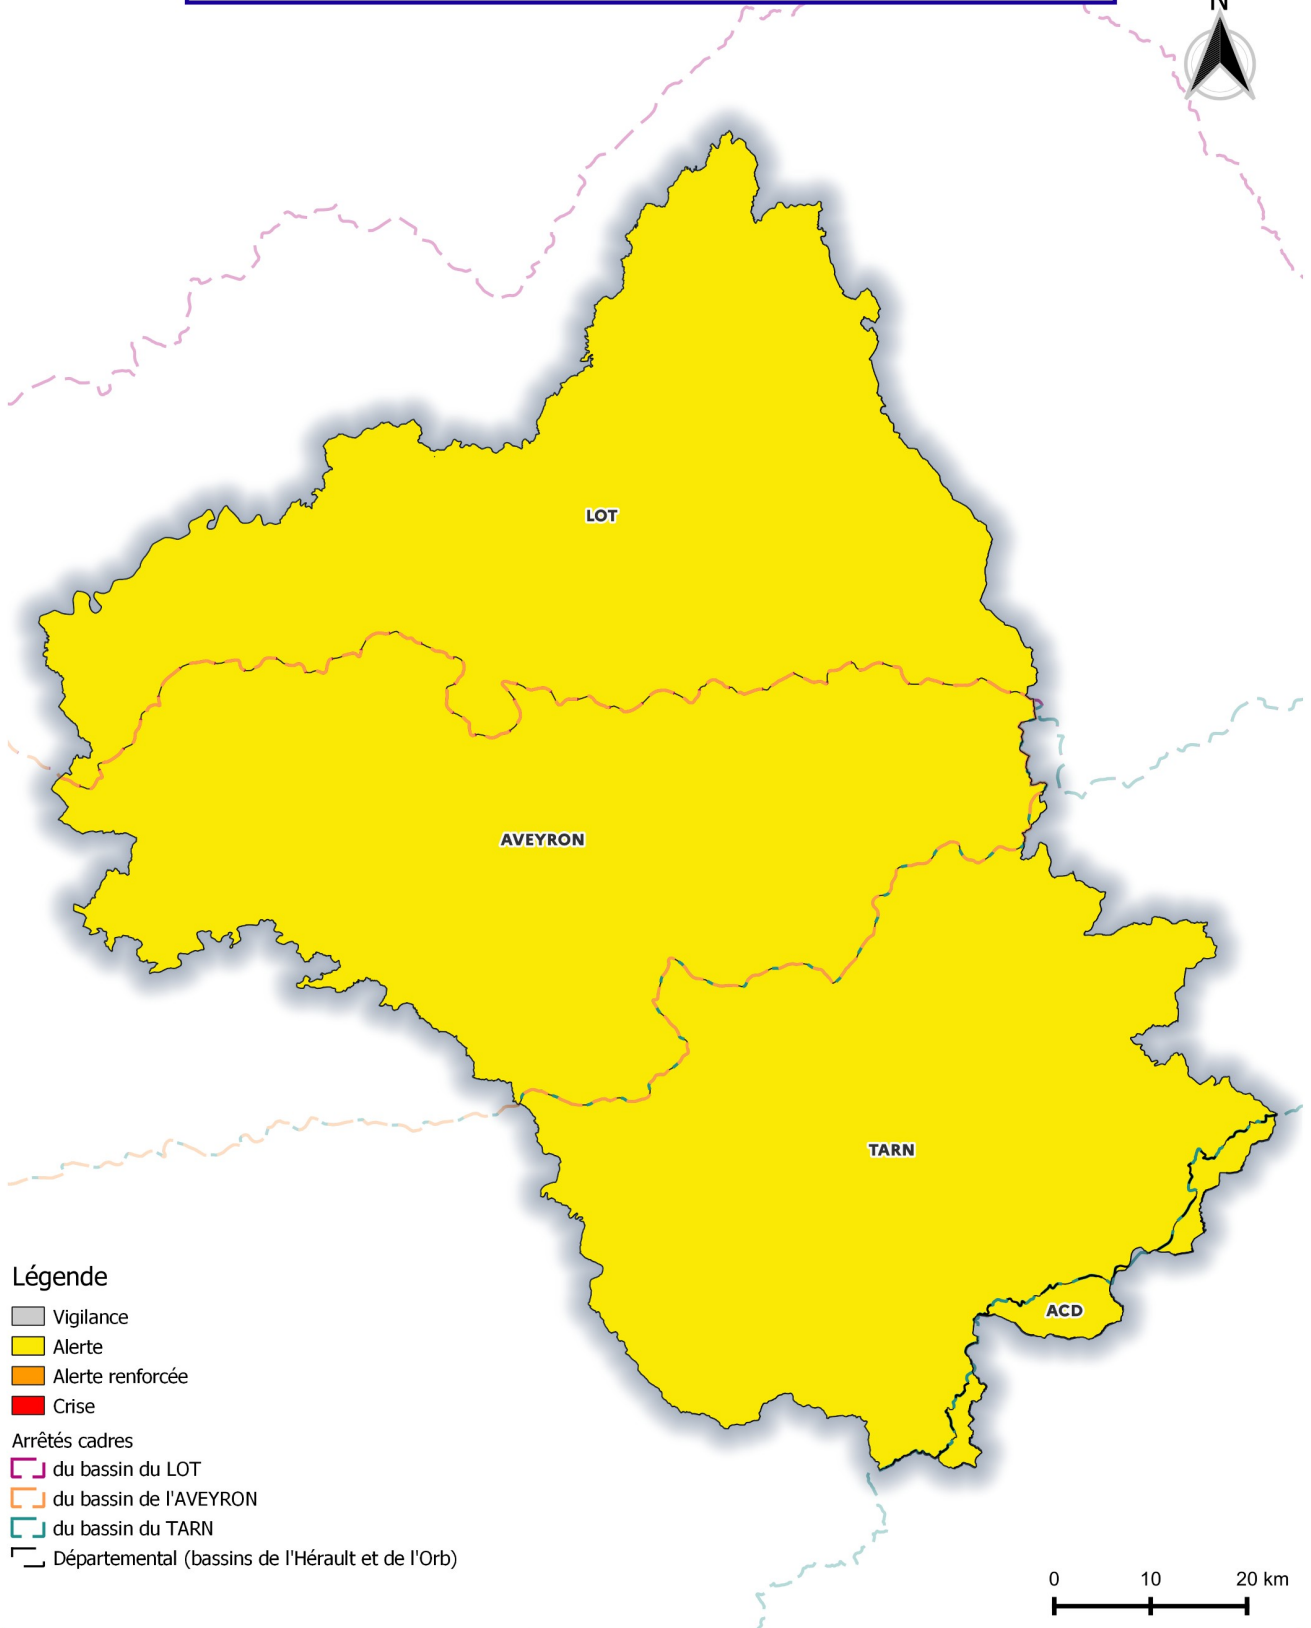 N
LOT
AVEYRON
TARN
ACD
Légende
Vigilance
Alerte
Alerte renforcée
Crise
Arrêtés cadres
du bassin du LOT
du bassin de l'AVEYRON
du bassin du TARN
Départemental (bassins de l'Hérault et de l'Orb)
0 10 20 km